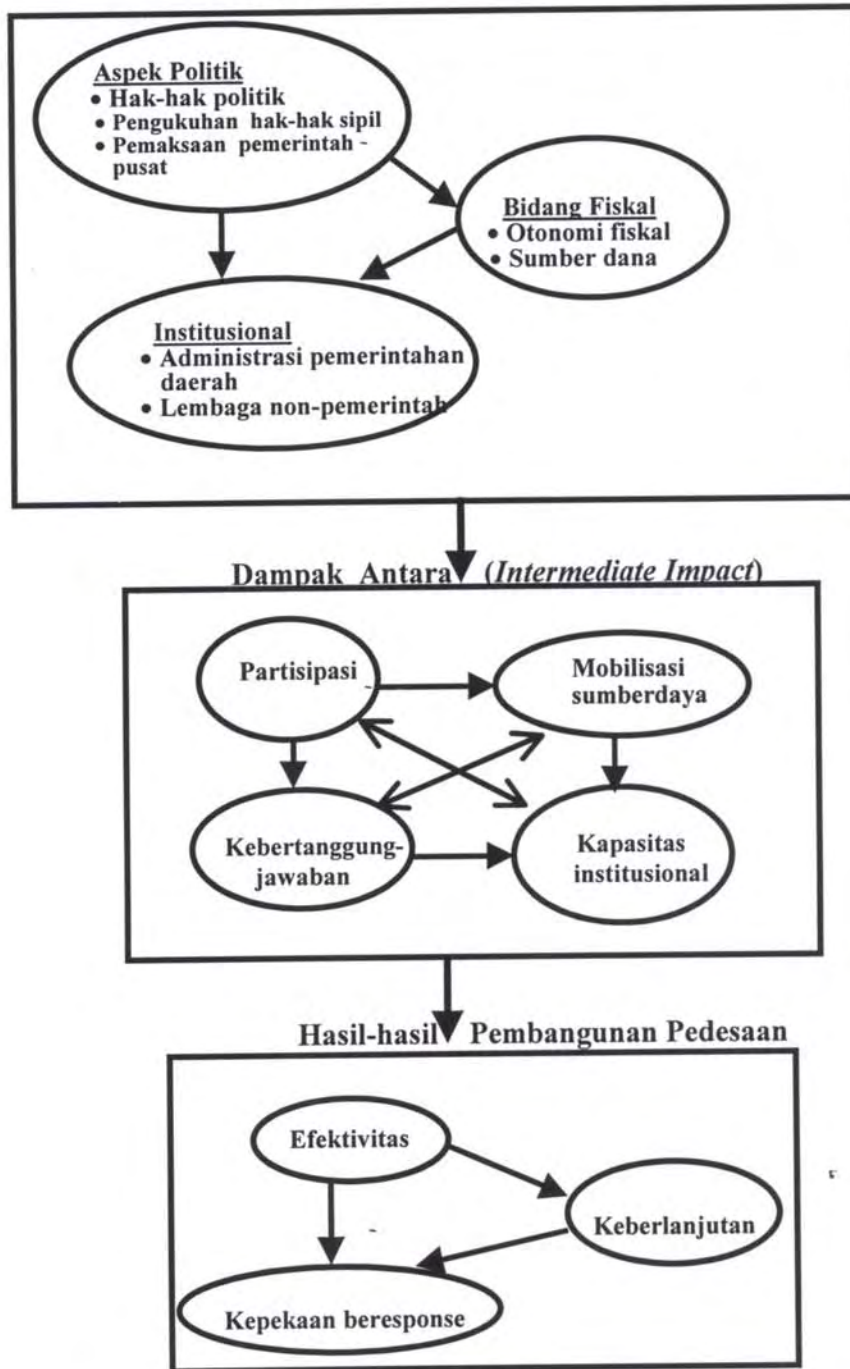 Aspek Politik
• Hak-hak politik
• Pengukuhan hak-hak sipil
• Pemaksaan pemerintah -
pusat
Bidang Fiskal
• Otonomi fiskal
• Sumber dana
Institusional
• Administrasi pemerintahan
daerah
• Lembaga non-pemerintah
Dampak Antara (Intermediate Impact)
Partisipasi
Mobilisasi
sumberdaya
Kebertanggung-
jawaban
Kapasitas
institusional
Hasil-hasil Pembangunan Pedesaan
Efektivitas
Keberlanjutan
Kepekaan beresponse